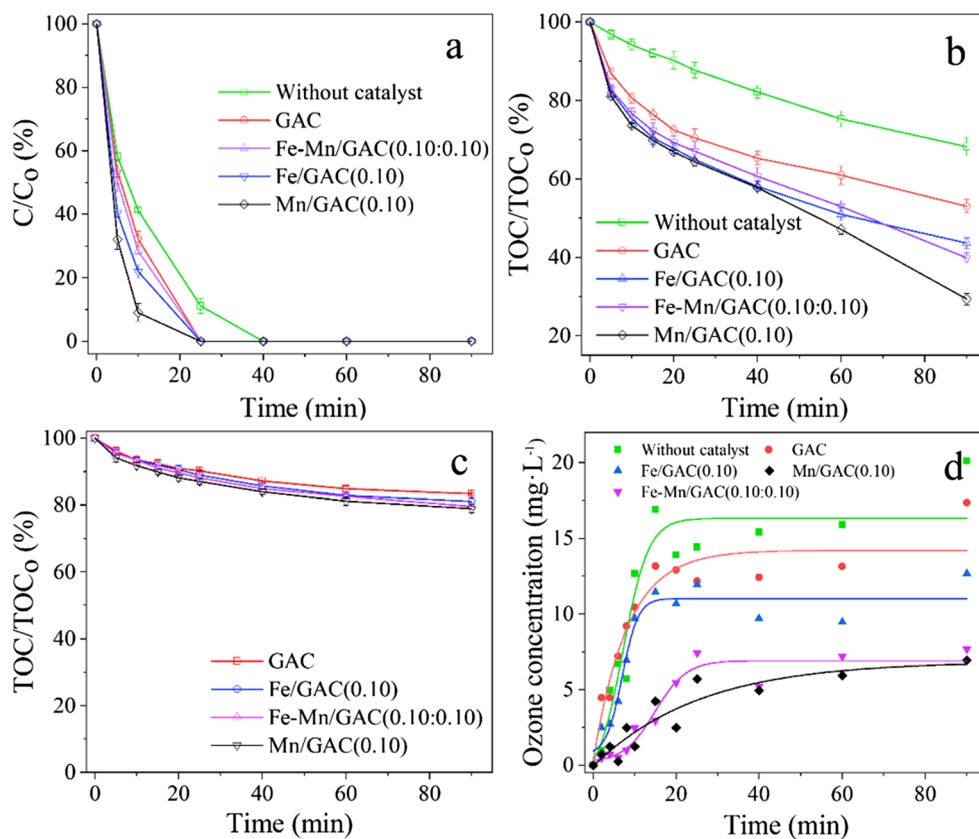 a
C/C₀ (%)
100
80
60
40
20
0
Without catalyst
GAC
Fe-Mn/GAC(0.10:0.10)
Fe/GAC(0.10)
Mn/GAC(0.10)
0 20 40 60 80
Time (min)
b
TOC/TOC₀ (%)
100
80
60
40
20
Without catalyst
GAC
Fe/GAC(0.10)
Fe-Mn/GAC(0.10:0.10)
Mn/GAC(0.10)
0 20 40 60 80
Time (min)
c
TOC/TOC₀ (%)
100
80
60
40
20
0
GAC
Fe/GAC(0.10)
Fe-Mn/GAC(0.10:0.10)
Mn/GAC(0.10)
0 20 40 60 80
Time (min)
d
Ozone concentraiton (mg·L⁻¹)
20
15
10
5
0
Without catalyst GAC
Fe/GAC(0.10) Mn/GAC(0.10)
Fe-Mn/GAC(0.10:0.10)
0 20 40 60 80
Time (min)